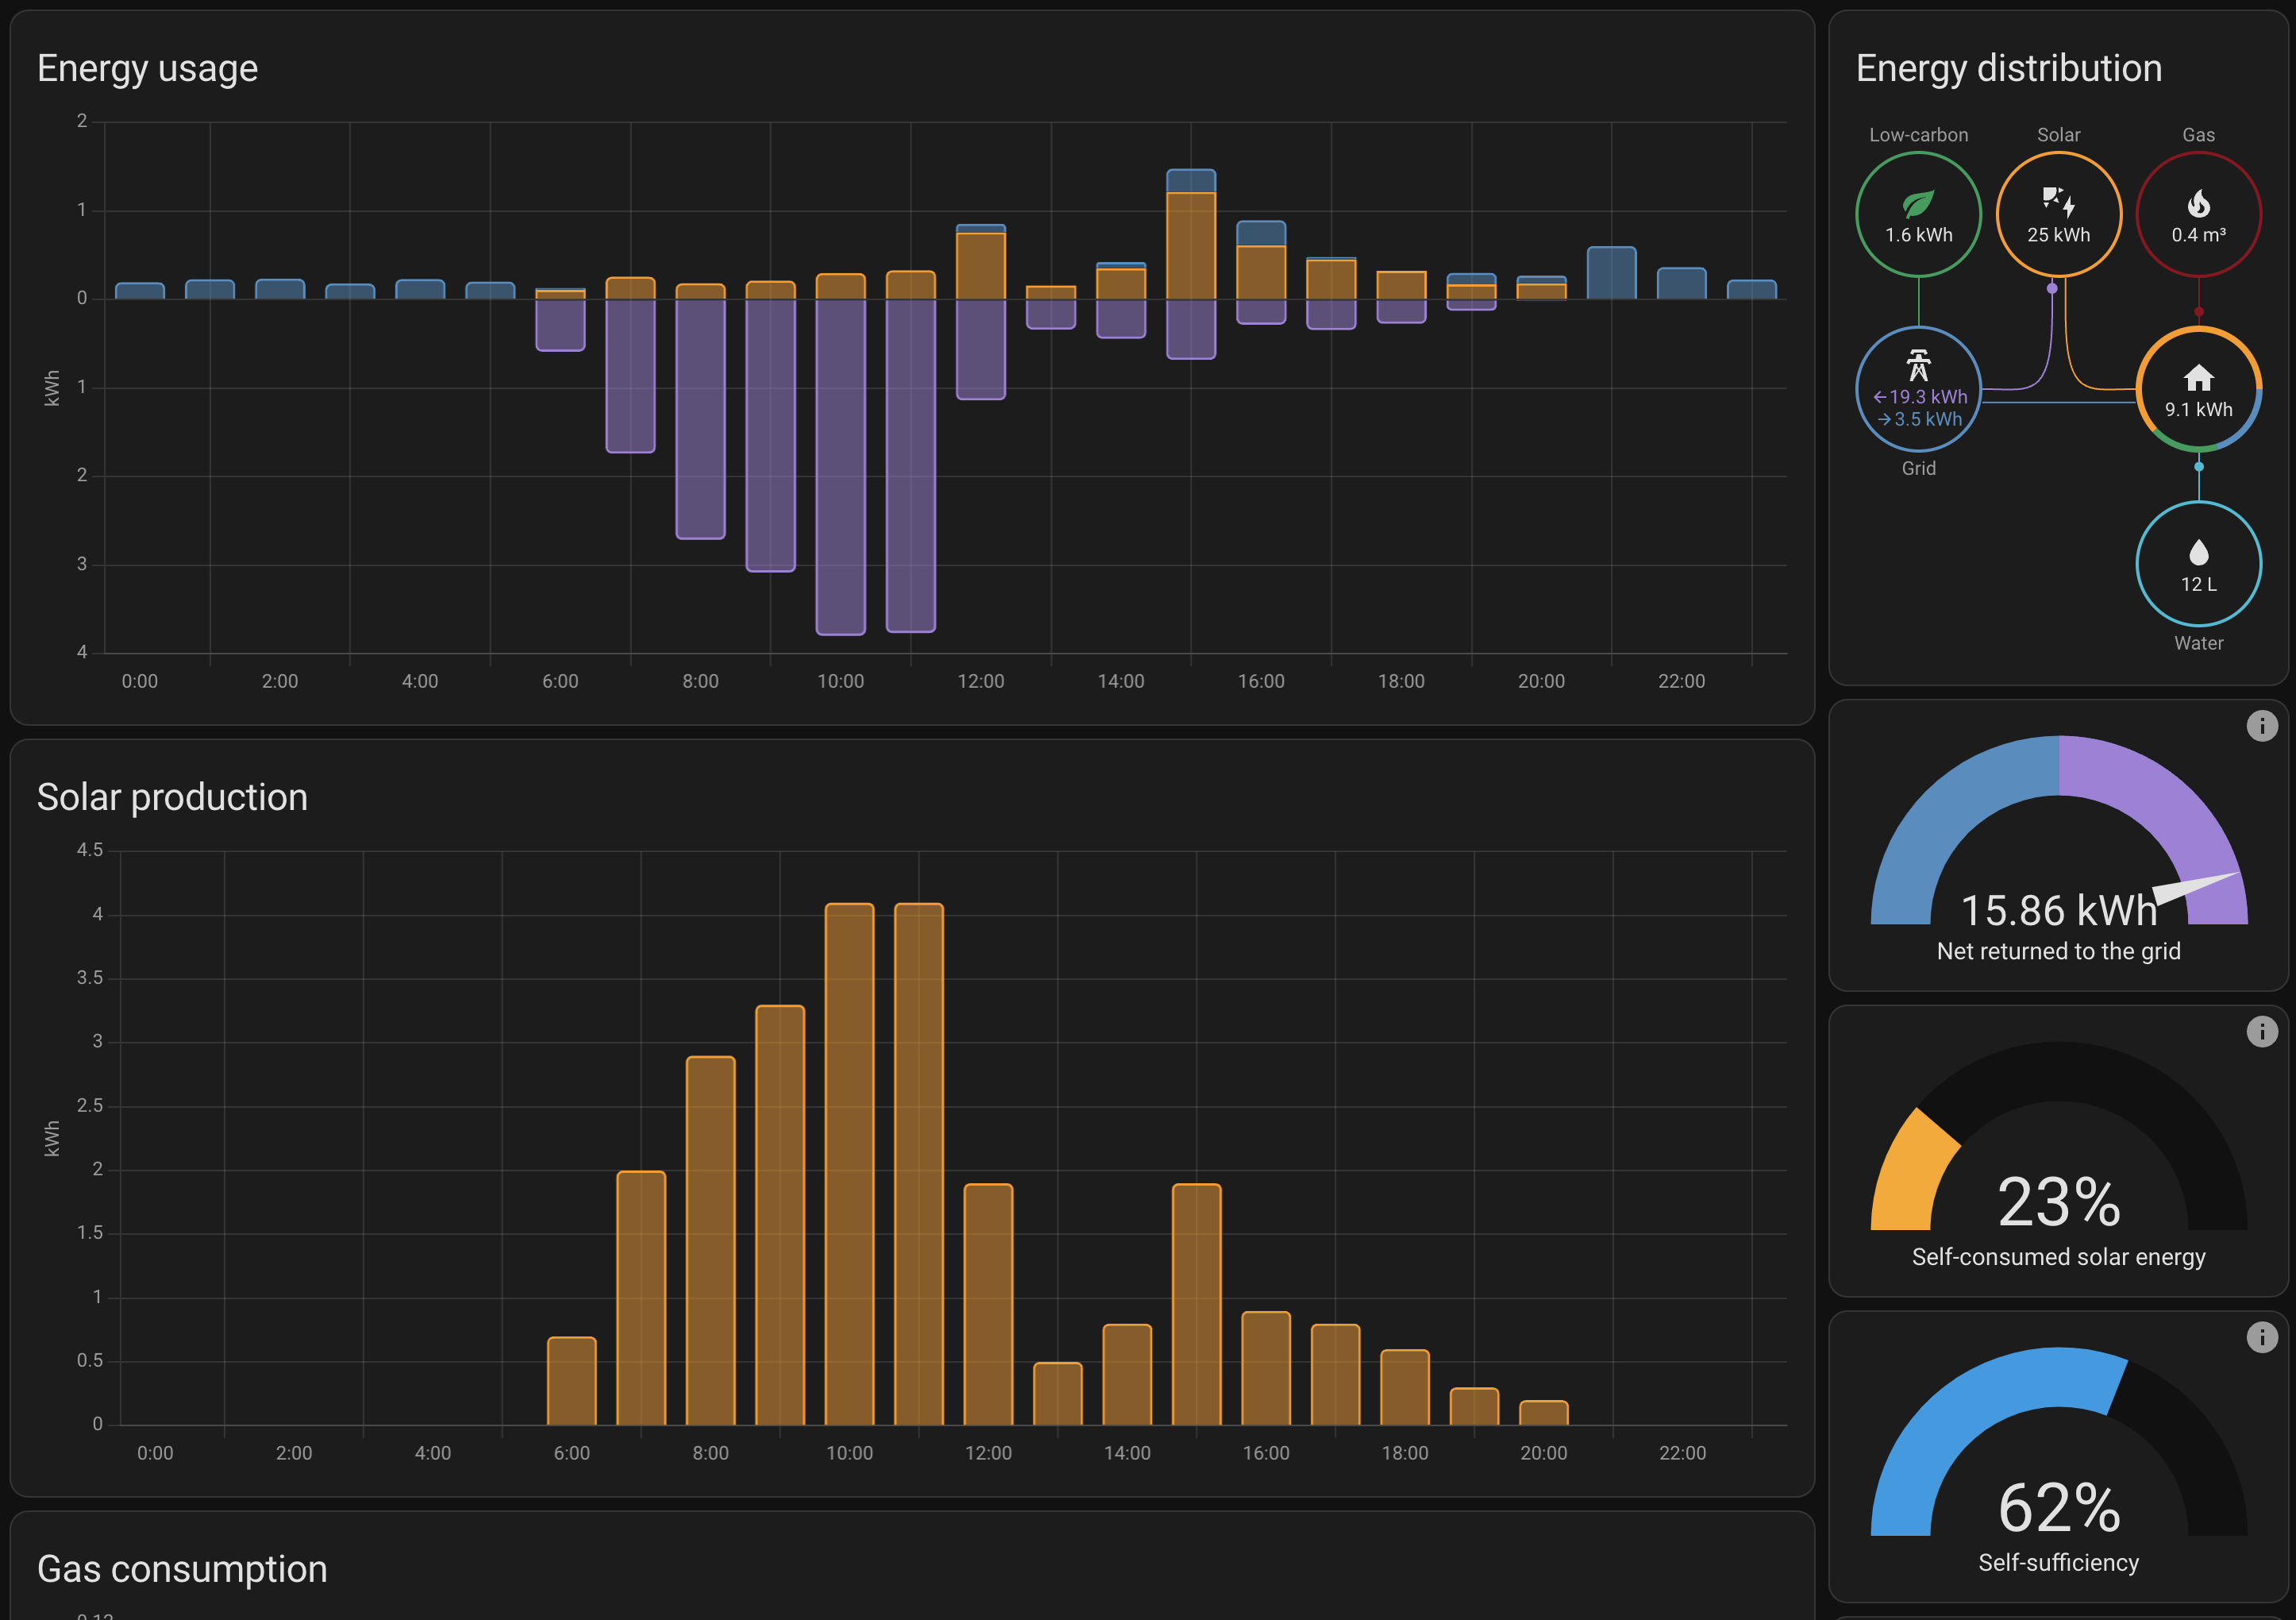 Energy usage
2
1
0
1
2
3
4
kWh
0:00 2:00 4:00 6:00 8:00 10:00 12:00 14:00 16:00 18:00 20:00 22:00
Solar production
4.5
4
3.5
3
2.5
2
1.5
1
0.5
0
kWh
0:00 2:00 4:00 6:00 8:00 10:00 12:00 14:00 16:00 18:00 20:00 22:00
Gas consumption
Energy distribution
Low-carbon Solar Gas
1.6 kWh 25 kWh 0.4 m³
←19.3 kWh
→3.5 kWh
9.1 kWh
Grid
12 L
Water
15.86 kWh
Net returned to the grid
23%
Self-consumed solar energy
62%
Self-sufficiency